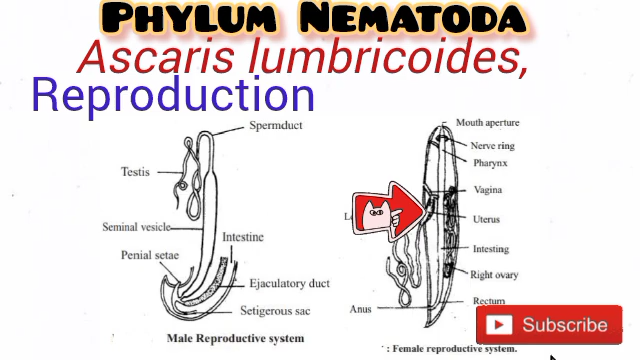 PHYLUM NEMATODA
Ascaris lumbricoides,
Reproduction
Spermduct
Testis
Seminal vesicle
Intestine
Penial setae
Ejaculatory duct
Setigerous sac
Male Reproductive system
Mouth aperture
Nerve ring
Pharynx
Vagina
Uterus
Intesting
Right ovary
Rectum
Anus
Subscribe
: Female reproductive system.